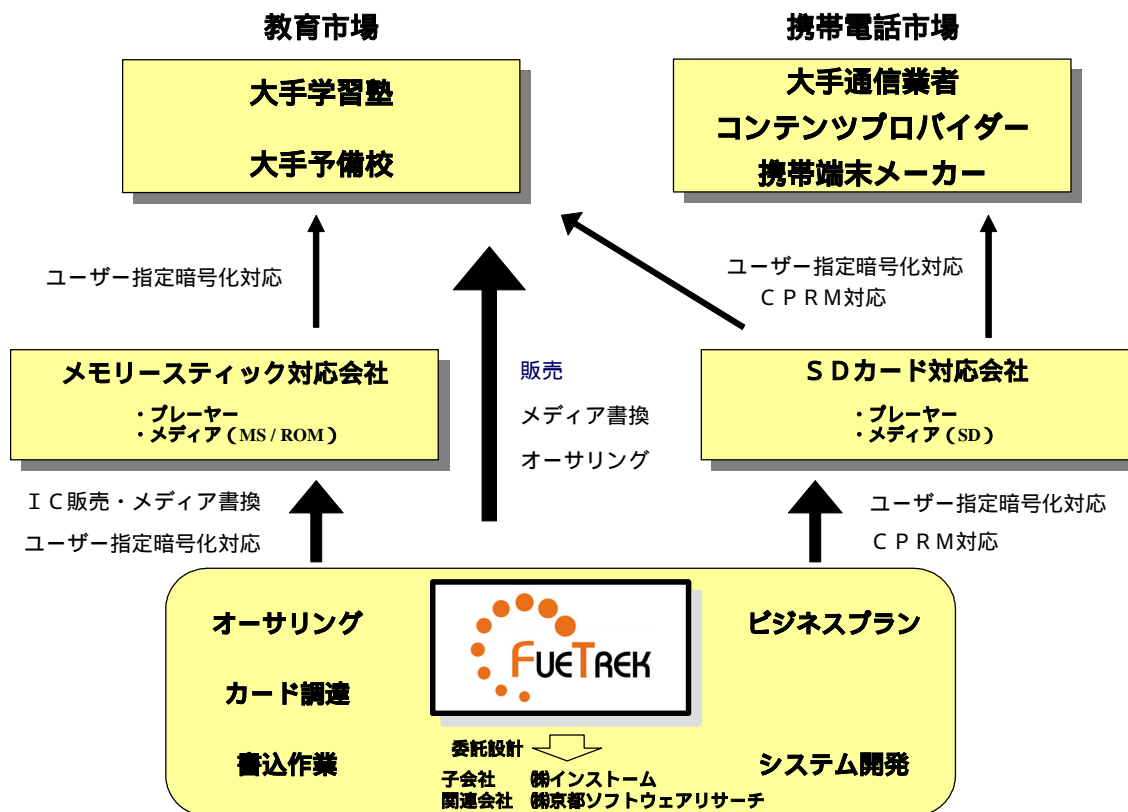 教育市場
携帯電話市場
大手学習塾
大手予備校
大手通信業者
コンテンツプロバイダー
携帯端末メーカー
ユーザー指定暗号化対応
ユーザー指定暗号化対応
ＣＰＲＭ対応
メモリースティック対応会社
・プレーヤー
・メディア（MS / ROM）
販売
メディア書換
オーサリング
ＳＤカード対応会社
・プレーヤー
・メディア（SD）
ＩＣ販売・メディア書換
ユーザー指定暗号化対応
ユーザー指定暗号化対応
ＣＰＲＭ対応
オーサリング
カード調達
書込作業
FUETREK
ビジネスプラン
システム開発
委託設計
子会社　㈱インストーム
関連会社　㈱京都ソフトウェアリサーチ